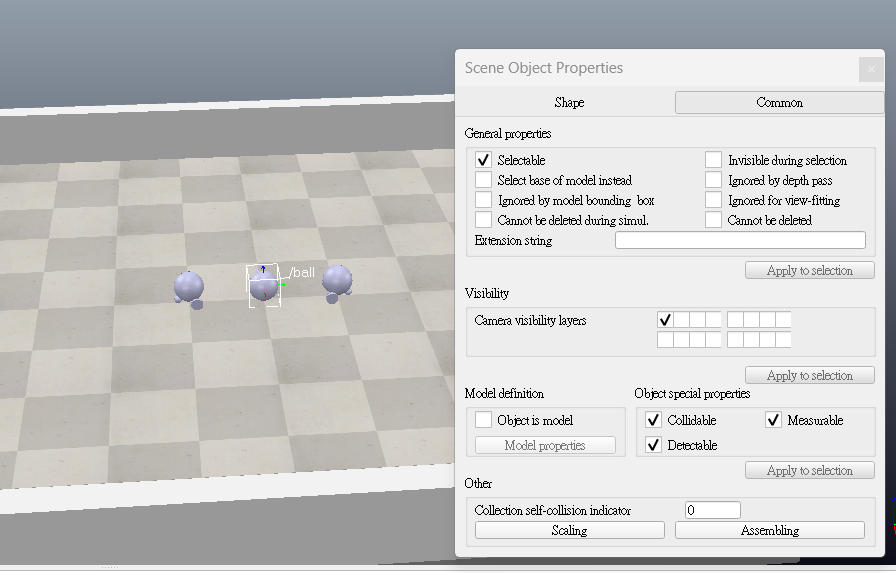 Scene Object Properties
Shape
Common
General properties
Selectable
Invisible during selection
Select base of model instead
Ignored by depth pass
Ignored by model bounding box
Ignored for view-fitting
Cannot be deleted during simul.
Cannot be deleted
Extension string
Apply to selection
/ball
Visibility
Camera visibility layers
Apply to selection
Model definition
Object special properties
Object is model
Collidable
Measurable
Model properties
Detectable
Apply to selection
Other
Collection self-collision indicator
0
Scaling
Assembling